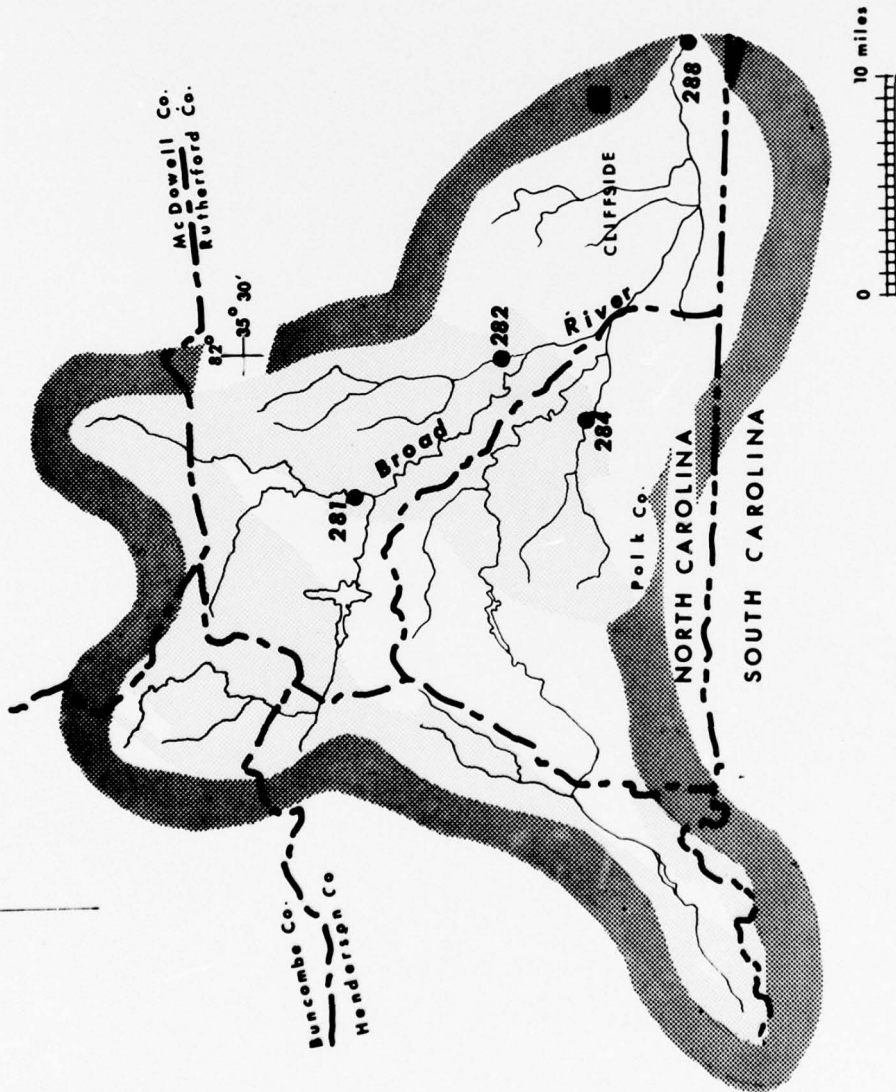 McDowell Co.
Rutherford Co.
82°
35° 30'
Buncombe Co.
Henderson Co
281
Broad
282
River
CLIFFSIDE
284
288
Polk Co.
NORTH CAROLINA
SOUTH CAROLINA
0 10 miles